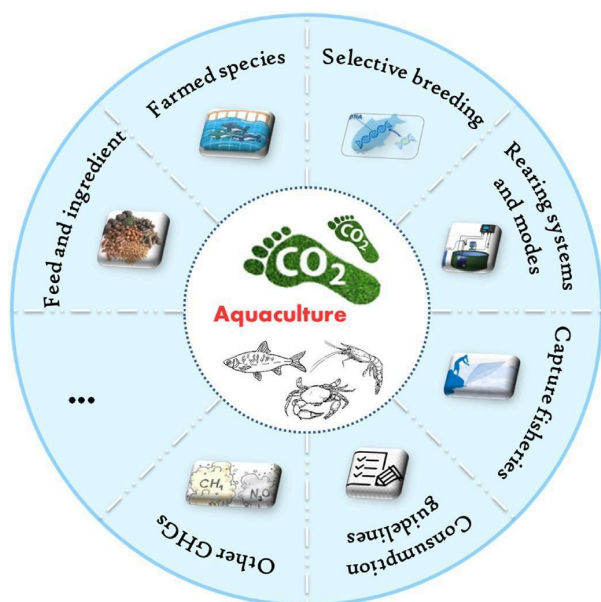 Farmed species
Selective breeding
DNA
Rearing systems
and modes
Capture fisheries
Consumption
guidelines
CH4
N2O
Other GHGs
...
Feed and ingredient
CO2
CO2
Aquaculture